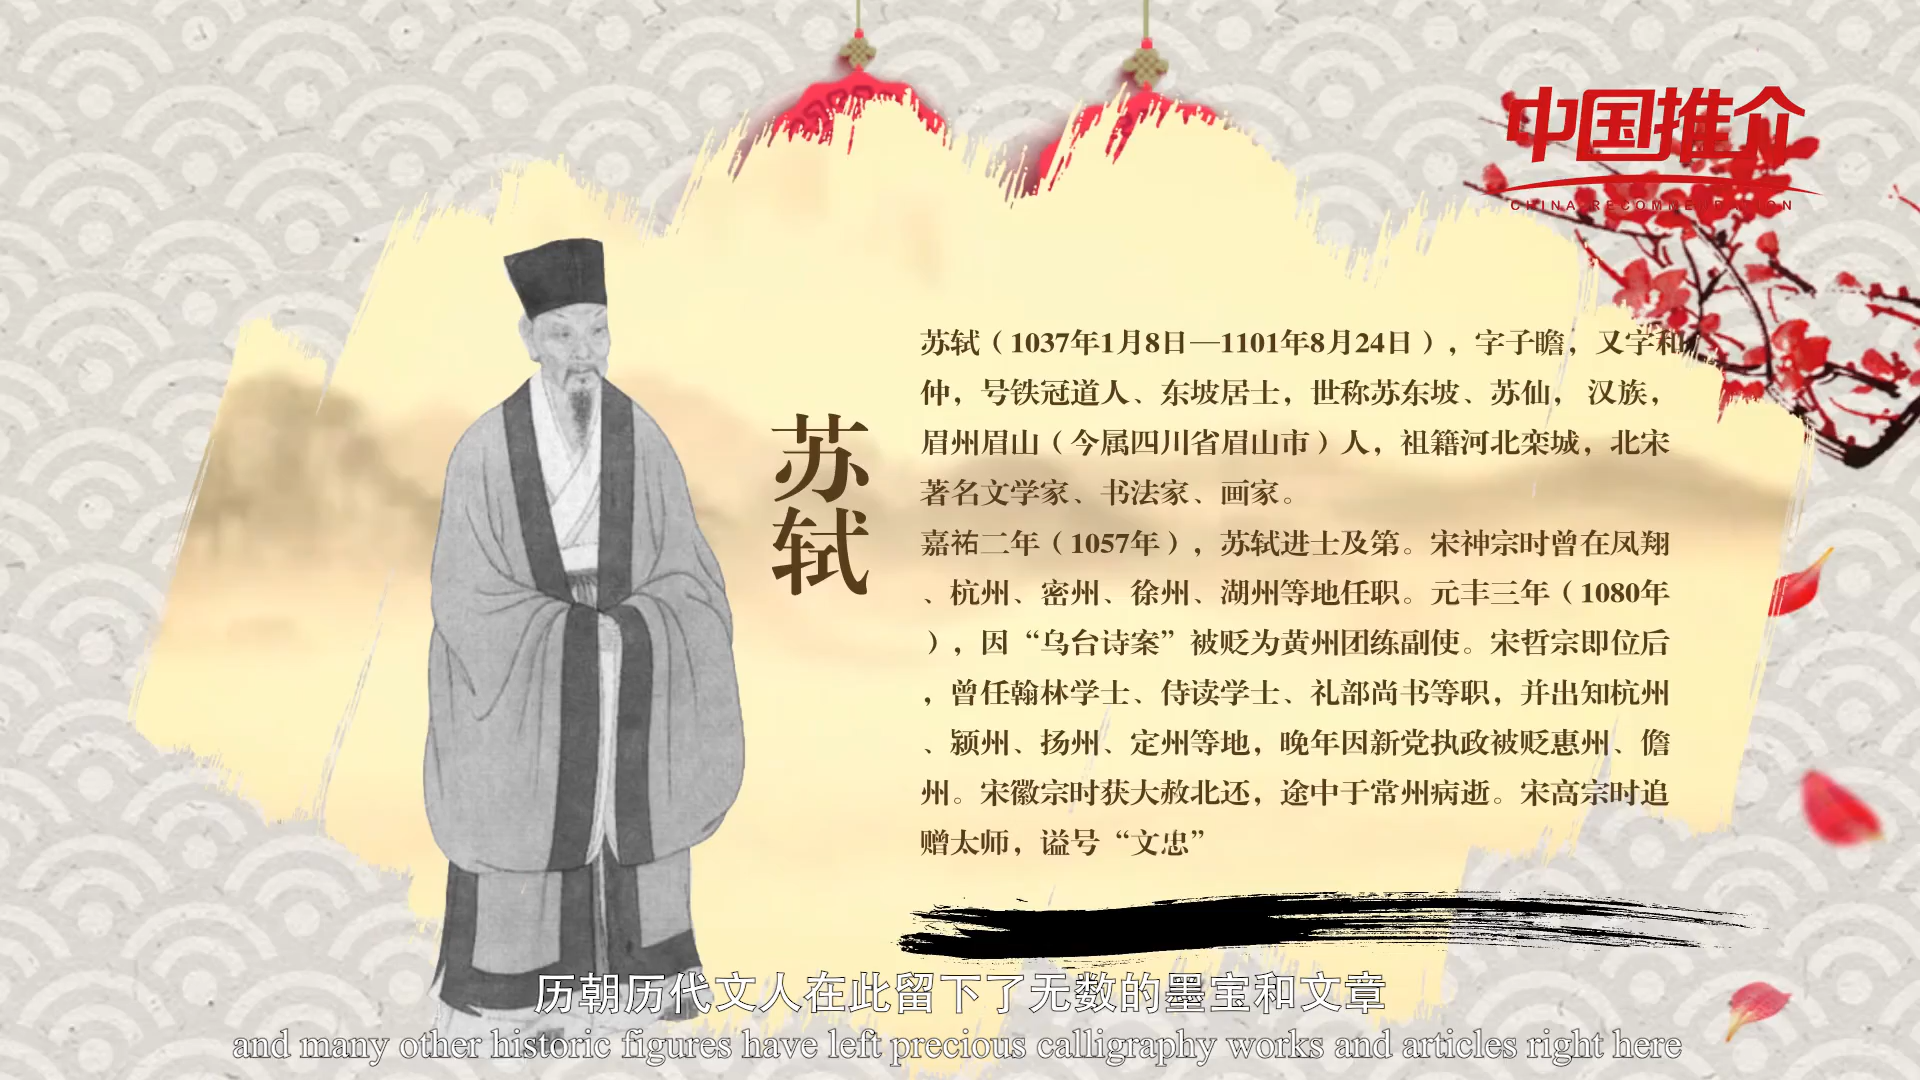 中国推介
CHINA RECOMMENDATION
苏轼
苏轼（1037年1月8日—1101年8月24日），字子瞻，又字和
仲，号铁冠道人、东坡居士，世称苏东坡、苏仙， 汉族，
眉州眉山（今属四川省眉山市）人，祖籍河北栾城，北宋
著名文学家、书法家、画家。
嘉祐二年（1057年），苏轼进士及第。宋神宗时曾在凤翔
、杭州、密州、徐州、湖州等地任职。元丰三年（1080年
），因“乌台诗案”被贬为黄州团练副使。宋哲宗即位后
，曾任翰林学士、侍读学士、礼部尚书等职，并出知杭州
、颍州、扬州、定州等地，晚年因新党执政被贬惠州、儋
州。宋徽宗时获大赦北还，途中于常州病逝。宋高宗时追
赠太师，谥号“文忠”
历朝历代文人在此留下了无数的墨宝和文章
and many other historic figures have left precious calligraphy works and articles right here